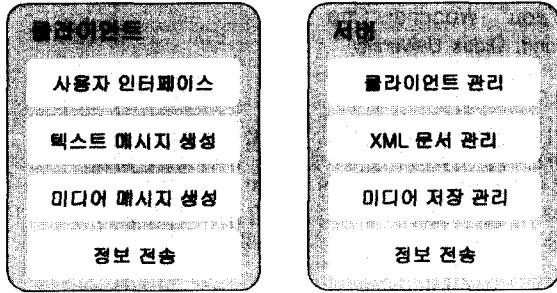 클라이언트
사용자 인터페이스
텍스트 메시지 생성
미디어 메시지 생성
정보 전송
서버
클라이언트 관리
XML 문서 관리
미디어 저장 관리
정보 전송